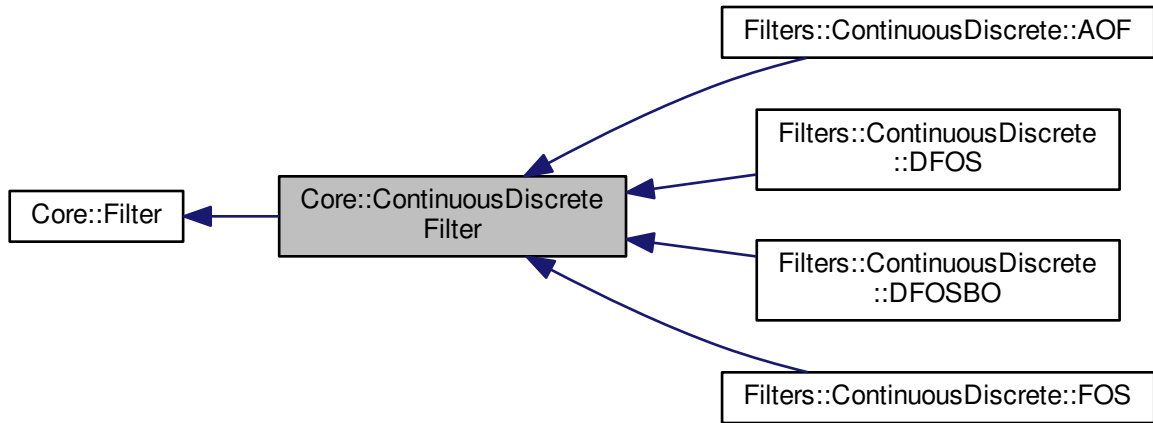 Core::Filter
Core::ContinuousDiscrete
Filter
Filters::ContinuousDiscrete::AOF
Filters::ContinuousDiscrete
::DFOS
Filters::ContinuousDiscrete
::DFOSBO
Filters::ContinuousDiscrete::FOS